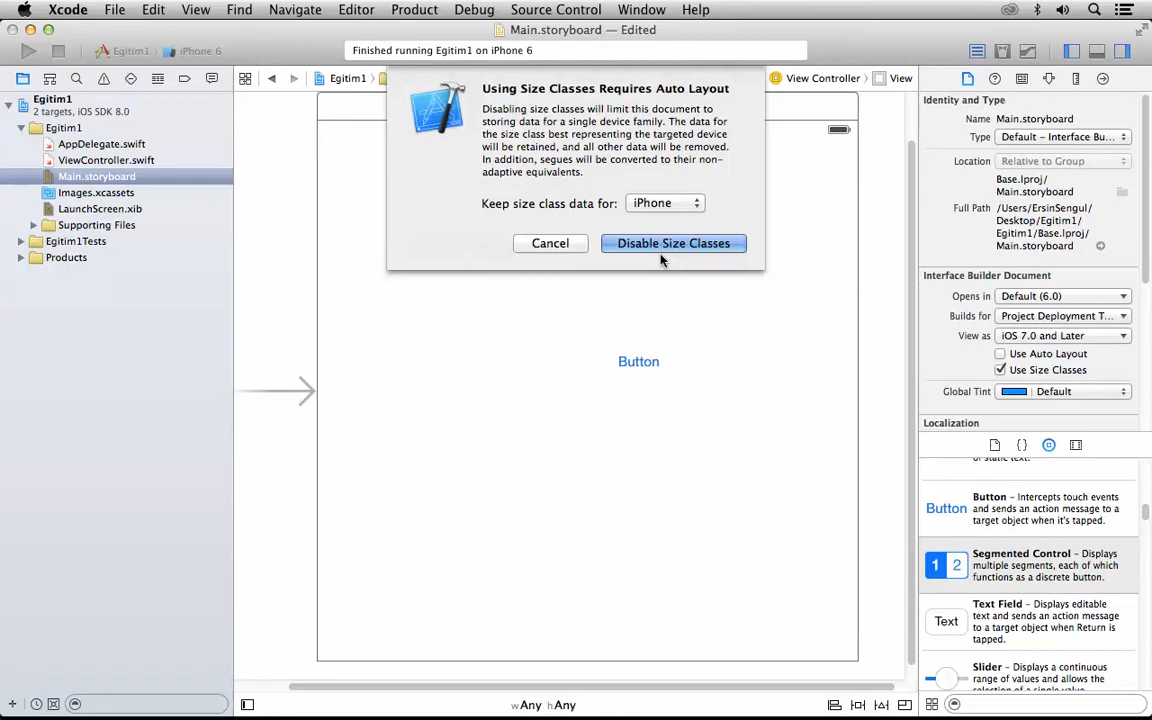 Xcode File Edit View Find Navigate Editor Product Debug Source Control Window Help
Main.storyboard — Edited
Egitim1 iPhone 6
Finished running Egitim1 on iPhone 6
Egitim1
View Controller View
Egitim1
2 targets, iOS SDK 8.0
Egitim1
AppDelegate.swift
ViewController.swift
Main.storyboard
Images.xcassets
LaunchScreen.xib
Supporting Files
Egitim1Tests
Products
Using Size Classes Requires Auto Layout
Disabling size classes will limit this document to
storing data for a single device family. The data for
the size class best representing the targeted device
will be retained, and all other data will be removed.
In addition, segues will be converted to their non-
adaptive equivalents.
Keep size class data for: iPhone
Cancel Disable Size Classes
Button
wAny hAny
Identity and Type
Name Main.storyboard
Type Default – Interface Bu...
Location Relative to Group
Base.lproj/
Main.storyboard
Full Path /Users/ErsinSengul/
Desktop/Egitim1/
Egitim1/Base.lproj/
Main.storyboard
Interface Builder Document
Opens in Default (6.0)
Builds for Project Deployment T...
View as iOS 7.0 and Later
Use Auto Layout
Use Size Classes
Global Tint Default
Localization
of static text.
Button Button – Intercepts touch events
and sends an action message to a
target object when it's tapped.
1 2 Segmented Control – Displays
multiple segments, each of which
functions as a discrete button.
Text Text Field – Displays editable
text and sends an action message
to a target object when Return is
tapped.
Slider – Displays a continuous
range of values and allows the
selection of a single value.